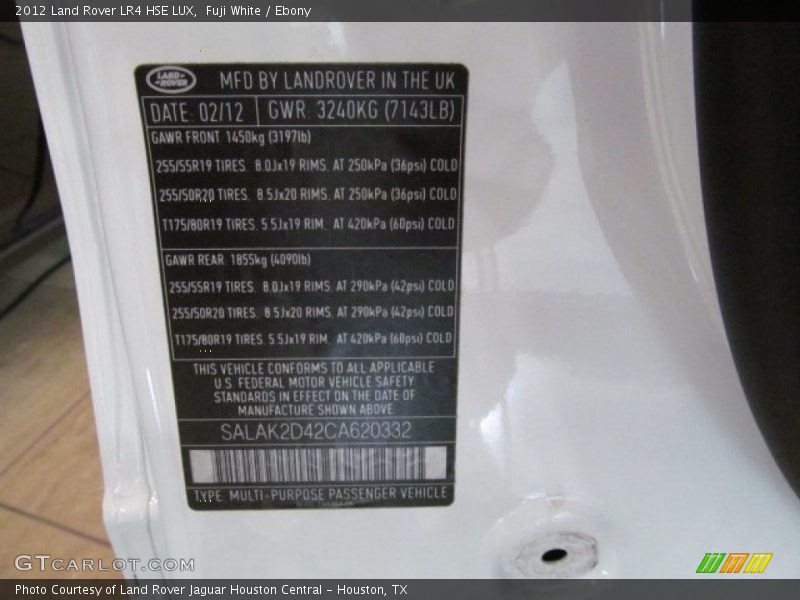 2012 Land Rover LR4 HSE LUX, Fuji White / Ebony
LAND-ROVER MFD BY LANDROVER IN THE UK
DATE: 02/12 GWR: 3240KG (7143LB)
GAWR FRONT 1450kg (3197lb)
255/55R19 TIRES. 8.0Jx19 RIMS. AT 250kPa (36psi) COLD
255/50R20 TIRES. 8.5Jx20 RIMS. AT 250kPa (36psi) COLD
T175/80R19 TIRES. 5.5Jx19 RIM. AT 420kPa (60psi) COLD
GAWR REAR 1855kg (4090lb)
255/55R19 TIRES. 8.0Jx19 RIMS. AT 290kPa (42psi) COLD
255/50R20 TIRES. 8.5Jx20 RIMS. AT 290kPa (42psi) COLD
T175/80R19 TIRES. 5.5Jx19 RIM. AT 420kPa (60psi) COLD
THIS VEHICLE CONFORMS TO ALL APPLICABLE
U.S. FEDERAL MOTOR VEHICLE SAFETY
STANDARDS IN EFFECT ON THE DATE OF
MANUFACTURE SHOWN ABOVE
SALAK2D42CA620332
TYPE: MULTI-PURPOSE PASSENGER VEHICLE
GTCARLOT.COM
Photo Courtesy of Land Rover Jaguar Houston Central - Houston, TX